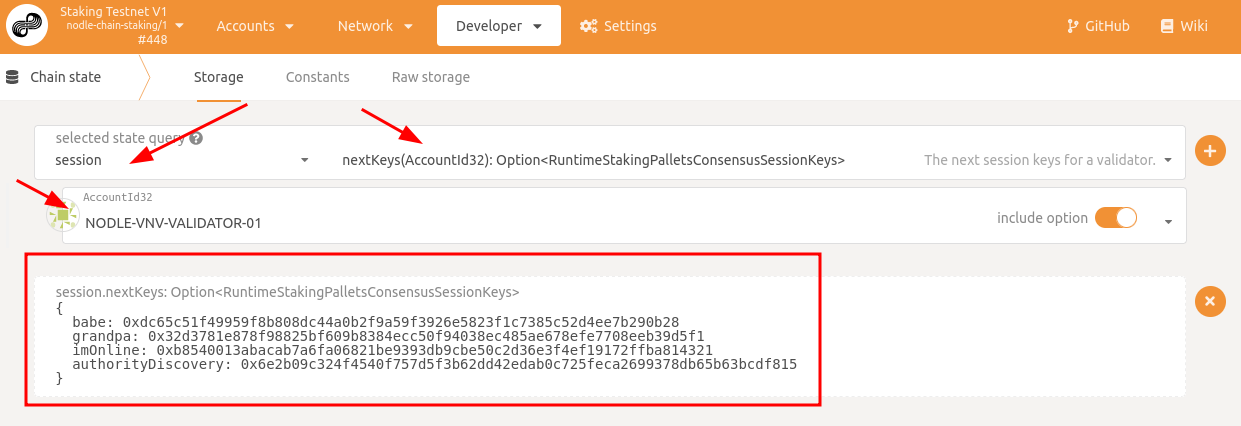 Staking Testnet V1
nodle-chain-staking/1
#448
Accounts
Network
Developer
Settings
GitHub
Wiki
Chain state
Storage
Constants
Raw storage
selected state query ?
session
nextKeys(AccountId32): Option<RuntimeStakingPalletsConsensusSessionKeys>
The next session keys for a validator.
AccountId32
NODLE-VNV-VALIDATOR-01
include option
session.nextKeys: Option<RuntimeStakingPalletsConsensusSessionKeys>
{
babe: 0xdc65c51f49959f8b808dc44a0b2f9a59f3926e5823f1c7385c52d4ee7b290b28
grandpa: 0x32d3781e878f98825bf609b8384ecc50f94038ec485ae678efe7708eeb39d5f1
imOnline: 0xb8540013abacab7a6fa06821be9393db9cbe50c2d36e3f4ef19172ffba814321
authorityDiscovery: 0x6e2b09c324f4540f757d5f3b62dd42edab0c725feca2699378db65b63bcdf815
}